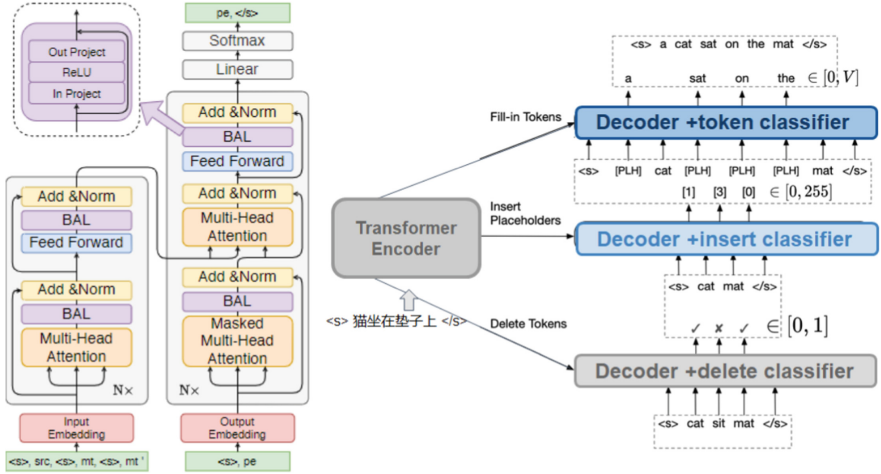 pe, </s>
Softmax
Linear
Out Project
ReLU
In Project
Add &Norm
BAL
Feed Forward
Add &Norm
Multi-Head
Attention
Add &Norm
BAL
Masked
Multi-Head
Attention
N×
Output
Embedding
<s>, pe
Add &Norm
BAL
Feed Forward
Add &Norm
BAL
Multi-Head
Attention
N×
Input
Embedding
<s>, src, <s>, mt, <s>, mt '
Transformer
Encoder
<s> 猫坐在垫子上 </s>
Fill-in Tokens
Insert
Placeholders
Delete Tokens
<s> a cat sat on the mat </s>
a sat on the ∈ [0, V]
Decoder +token classifier
<s> [PLH] cat [PLH] [PLH] [PLH] mat </s>
[1] [3] [0] ∈ [0, 255]
Decoder +insert classifier
<s> cat mat </s>
✓ ✗ ✓ ∈ [0, 1]
Decoder +delete classifier
<s> cat sit mat </s>